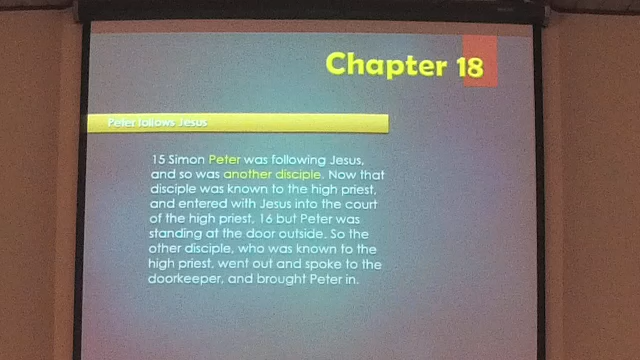 Chapter 18
Peter follows Jesus
15 Simon Peter was following Jesus,
and so was another disciple. Now that
disciple was known to the high priest,
and entered with Jesus into the court
of the high priest, 16 but Peter was
standing at the door outside. So the
other disciple, who was known to the
high priest, went out and spoke to the
doorkeeper, and brought Peter in.